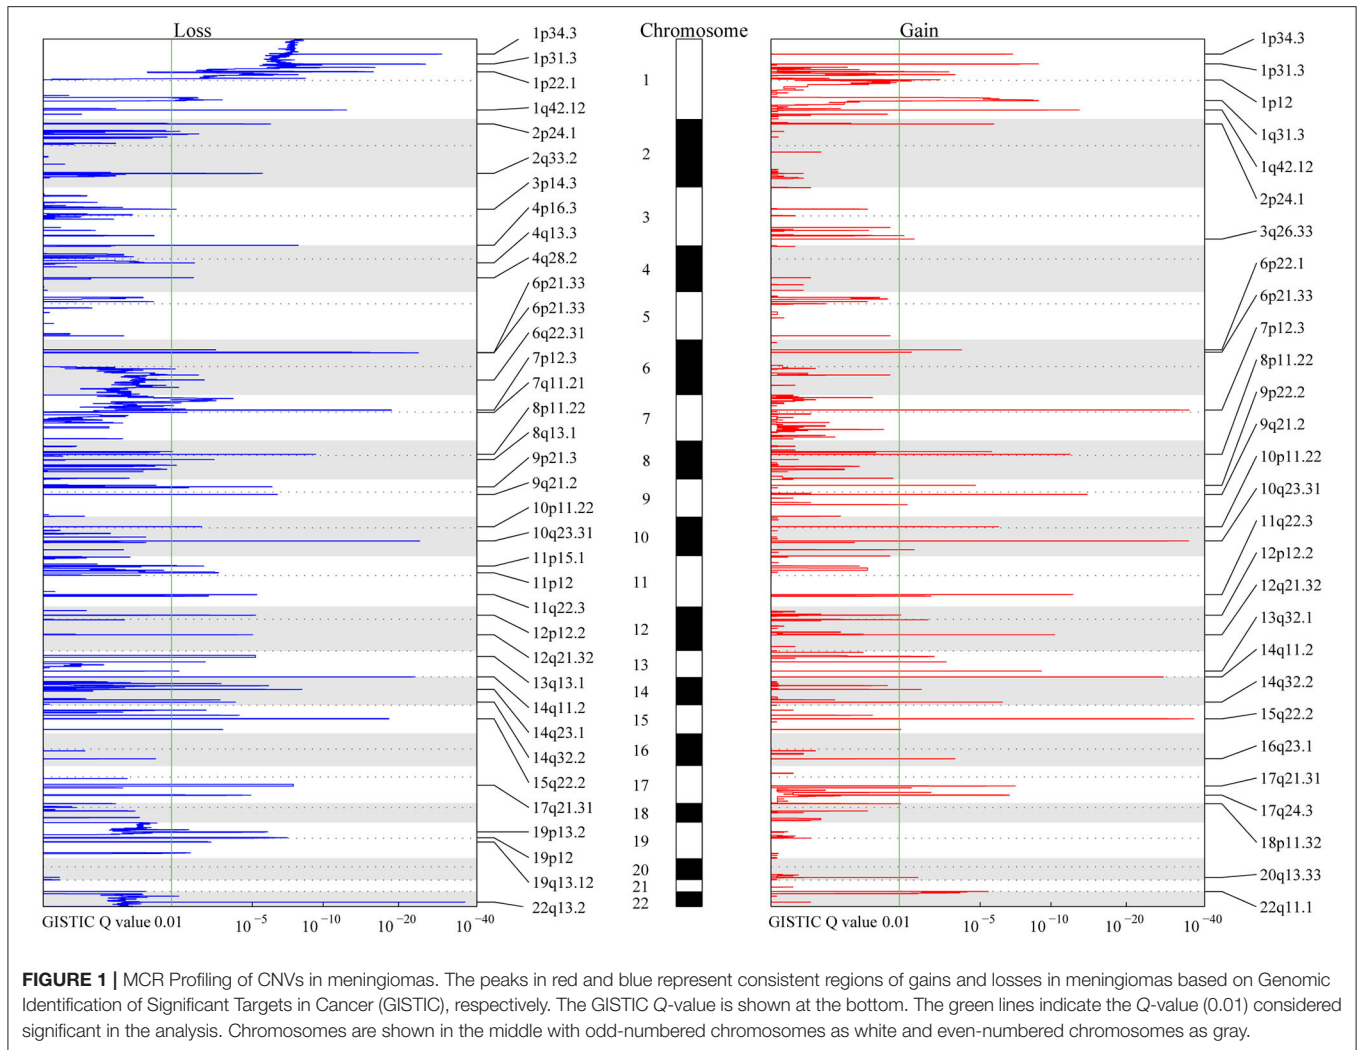 Loss
Chromosome
Gain
1p34.3
1p31.3
1p22.1
1q42.12
2p24.1
2q33.2
3p14.3
4p16.3
4q13.3
4q28.2
6p21.33
6p21.33
6q22.31
7p12.3
7q11.21
8p11.22
8q13.1
9p21.3
9q21.2
10p11.22
10q23.31
11p15.1
11p12
11q22.3
12p12.2
12q21.32
13q13.1
14q11.2
14q23.1
14q32.2
15q22.2
17q21.31
19p13.2
19p12
19q13.12
22q13.2
1
2
3
4
5
6
7
8
9
10
11
12
13
14
15
16
17
18
19
20
21
22
1p34.3
1p31.3
1p12
1q31.3
1q42.12
2p24.1
3q26.33
6p22.1
6p21.33
7p12.3
8p11.22
9p22.2
9q21.2
10p11.22
10q23.31
11q22.3
12p12.2
12q21.32
13q32.1
14q11.2
14q32.2
15q22.2
16q23.1
17q21.31
17q24.3
18p11.32
20q13.33
22q11.1
GISTIC Q value 0.01 10⁻⁵ 10⁻¹⁰ 10⁻²⁰ 10⁻⁴⁰
GISTIC Q value 0.01 10⁻⁵ 10⁻¹⁰ 10⁻²⁰ 10⁻⁴⁰
FIGURE 1 | MCR Profiling of CNVs in meningiomas. The peaks in red and blue represent consistent regions of gains and losses in meningiomas based on Genomic
Identification of Significant Targets in Cancer (GISTIC), respectively. The GISTIC Q-value is shown at the bottom. The green lines indicate the Q-value (0.01) considered
significant in the analysis. Chromosomes are shown in the middle with odd-numbered chromosomes as white and even-numbered chromosomes as gray.